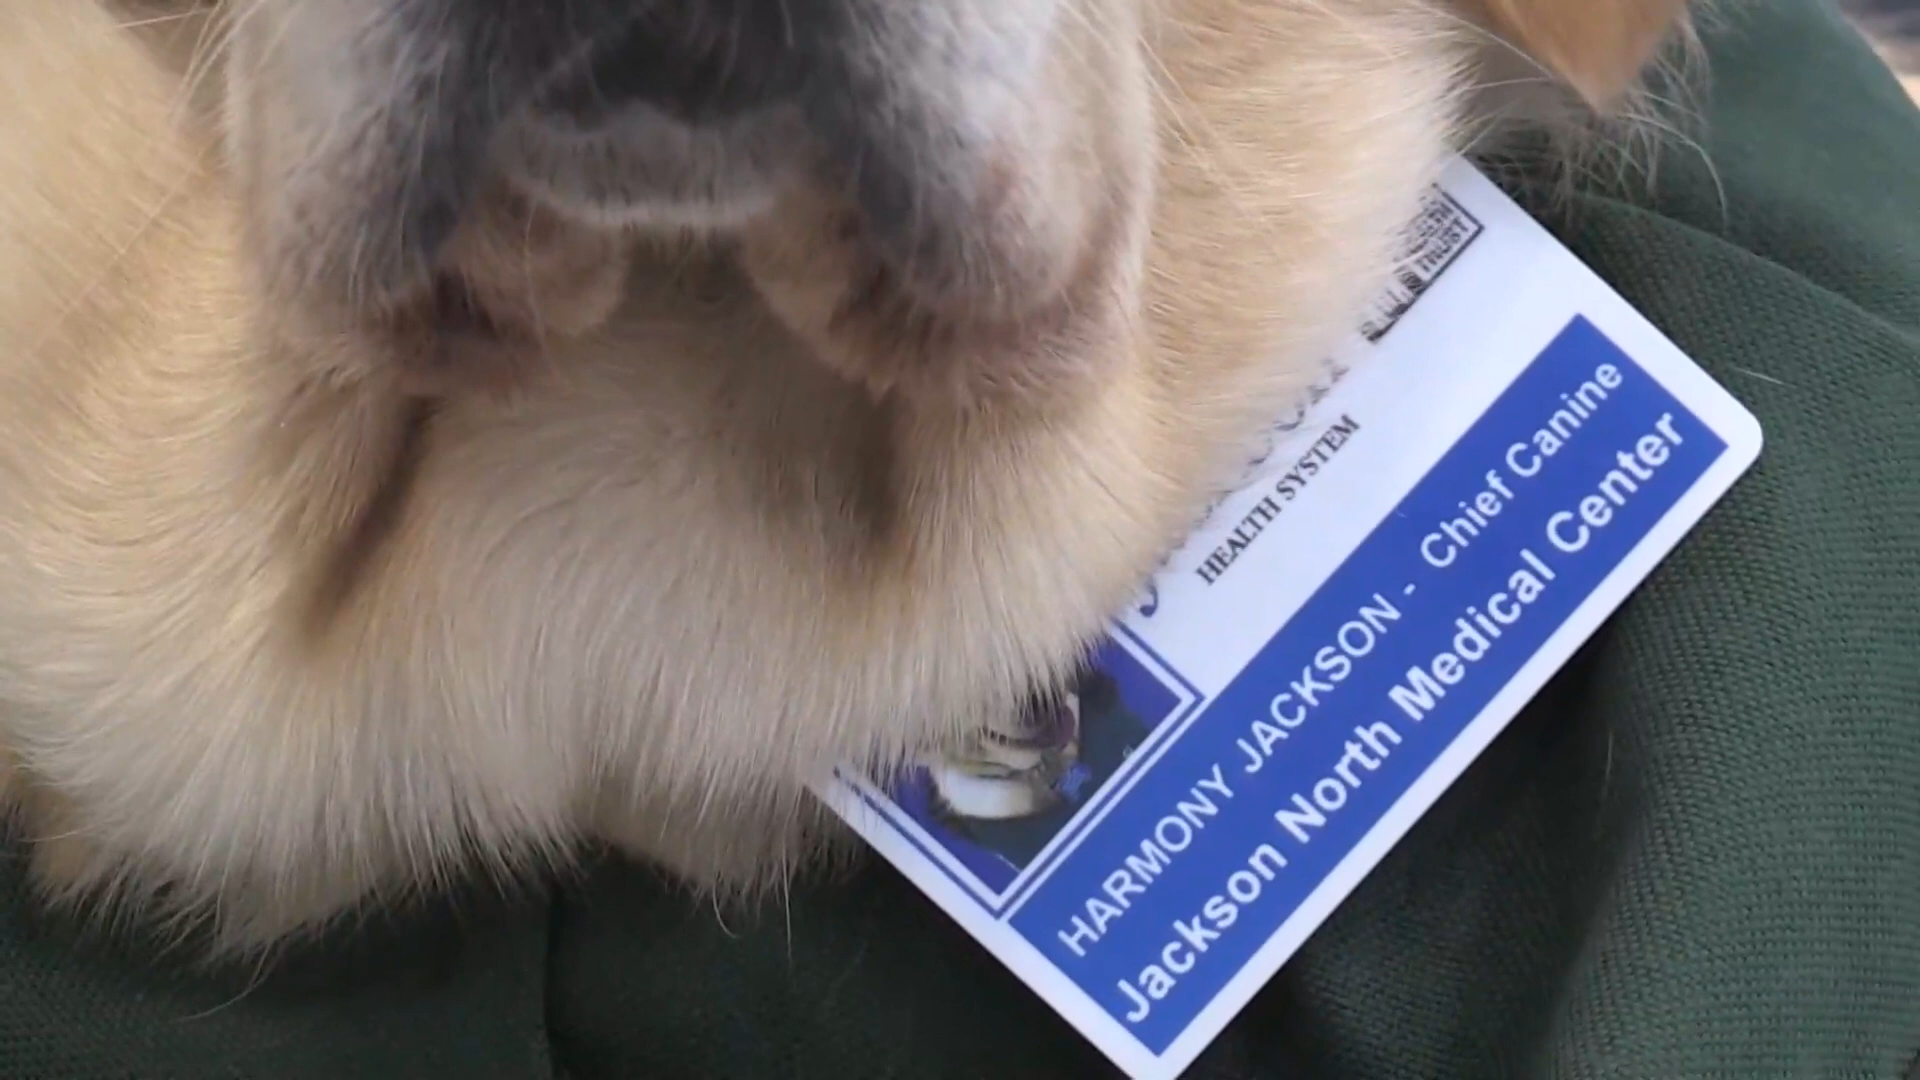 HEALTH SYSTEM
HARMONY JACKSON - Chief Canine
Jackson North Medical Center